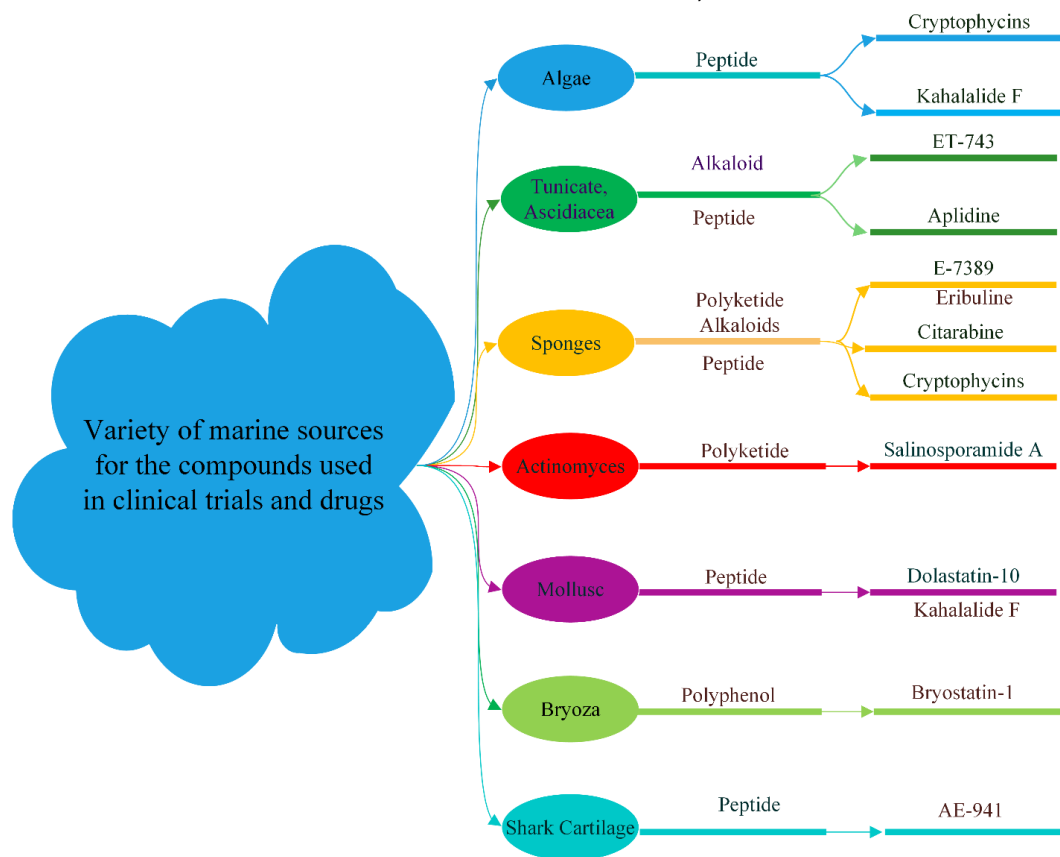 Variety of marine sources
for the compounds used
in clinical trials and drugs
Algae
Peptide
Cryptophycins
Kahalalide F
Tunicate,
Ascidiacea
Alkaloid
Peptide
ET-743
Aplidine
Sponges
Polyketide
Alkaloids
Peptide
E-7389
Eribuline
Citarabine
Cryptophycins
Actinomyces
Polyketide
Salinosporamide A
Mollusc
Peptide
Dolastatin-10
Kahalalide F
Bryoza
Polyphenol
Bryostatin-1
Shark Cartilage
Peptide
AE-941